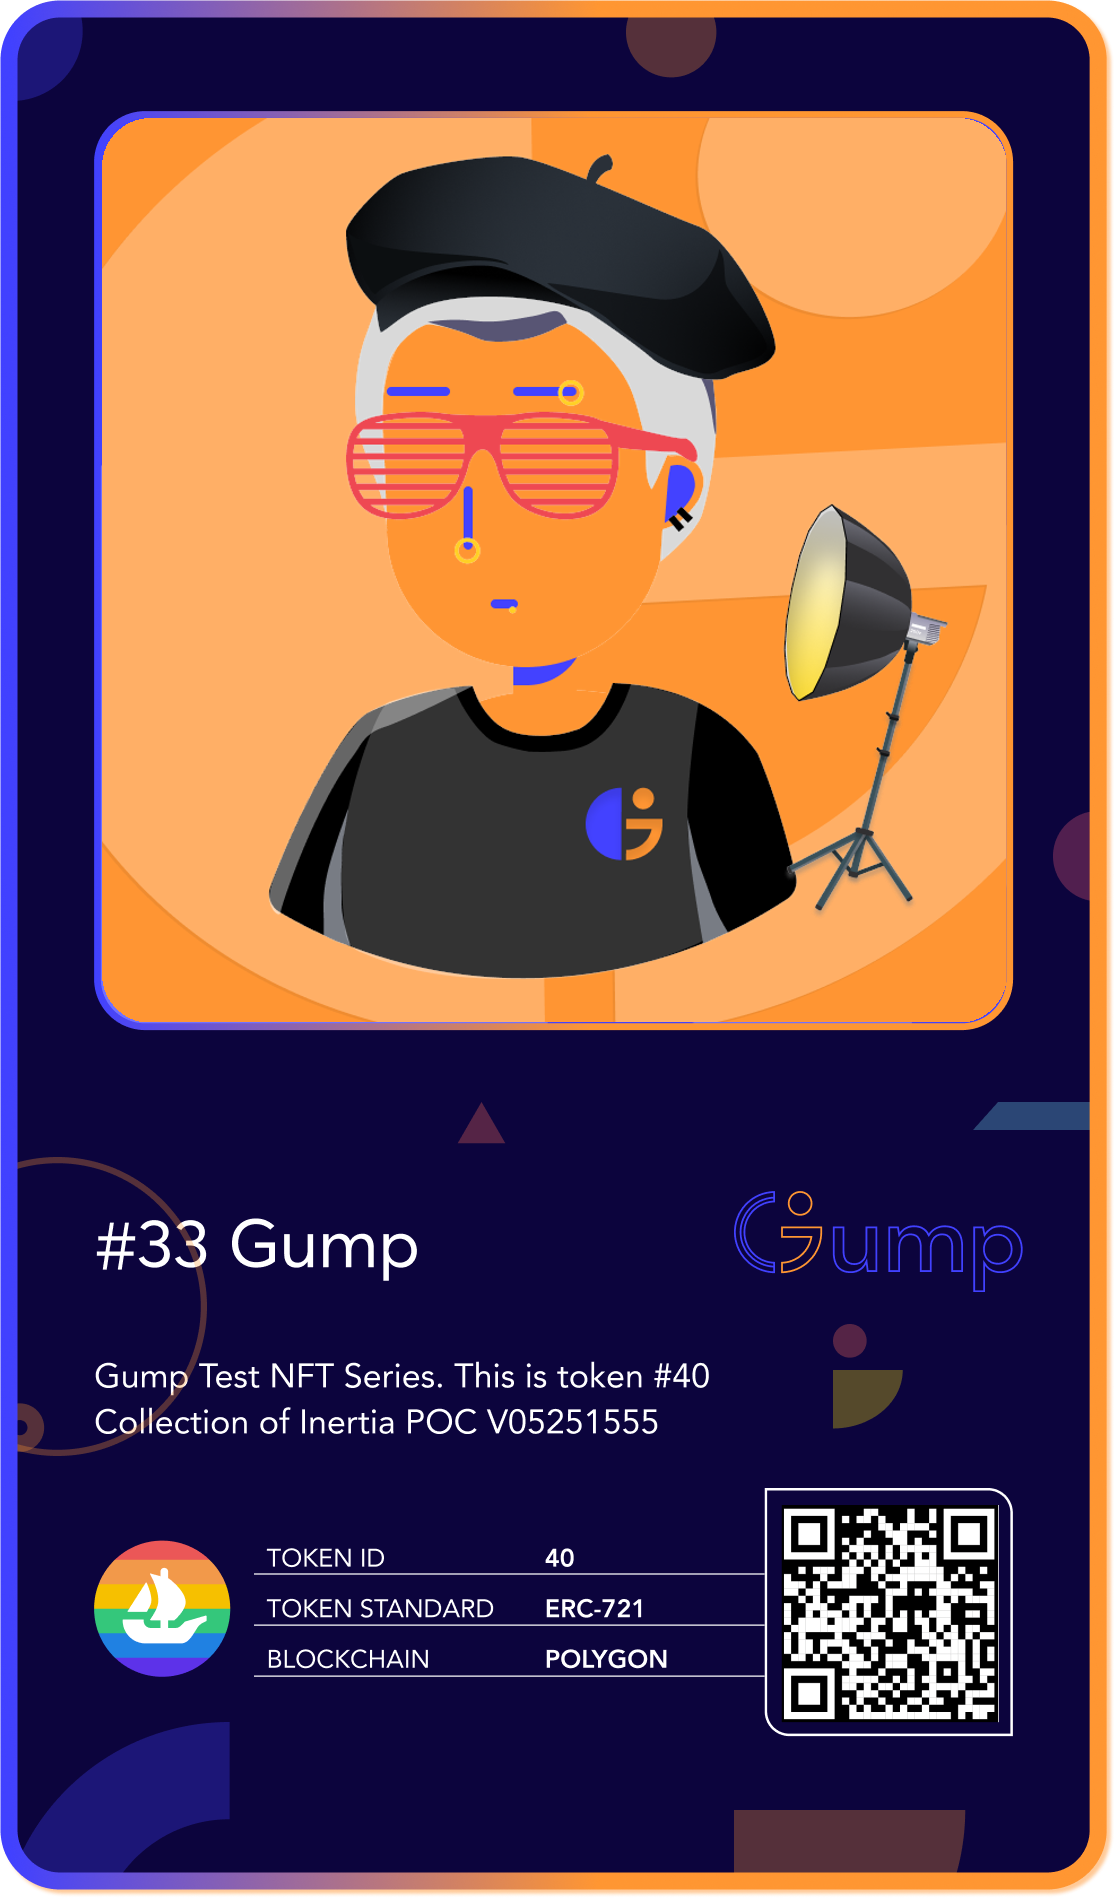 #33 Gump
Gump
Gump Test NFT Series. This is token #40
Collection of Inertia POC V05251555
TOKEN ID 40
TOKEN STANDARD ERC-721
BLOCKCHAIN POLYGON